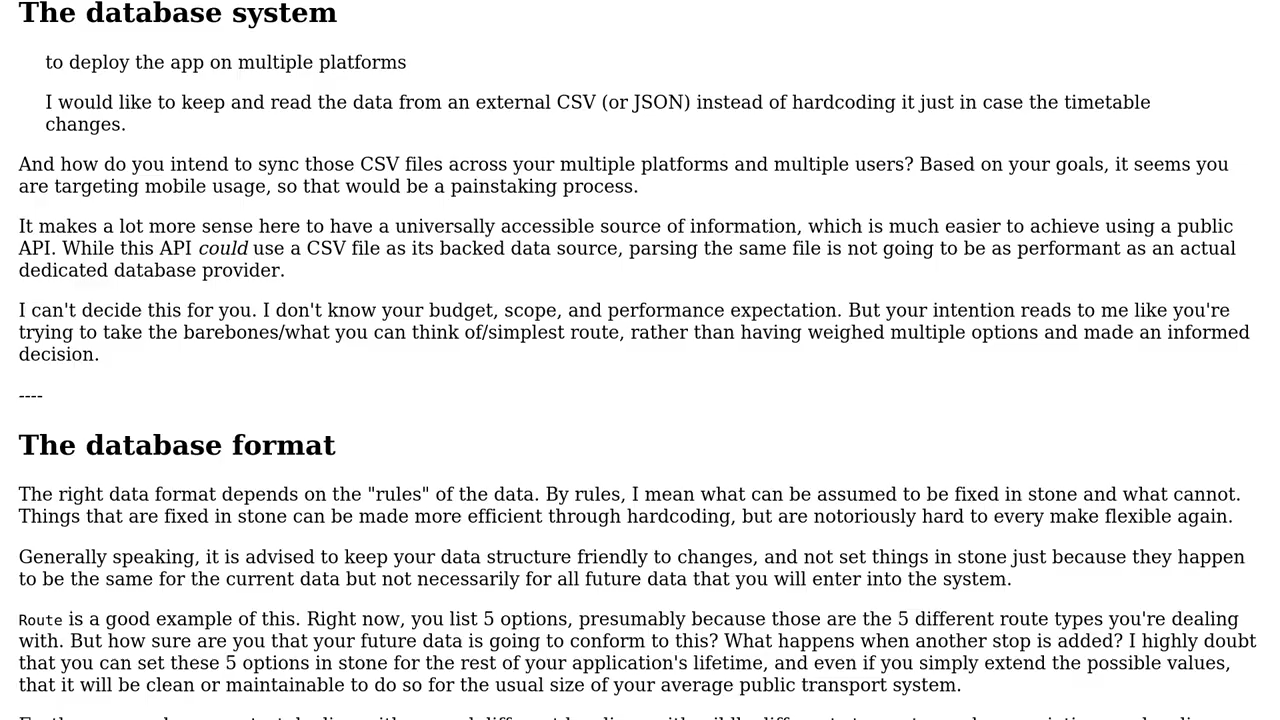 The database system
to deploy the app on multiple platforms
I would like to keep and read the data from an external CSV (or JSON) instead of hardcoding it just in case the timetable
changes.
And how do you intend to sync those CSV files across your multiple platforms and multiple users? Based on your goals, it seems you
are targeting mobile usage, so that would be a painstaking process.
It makes a lot more sense here to have a universally accessible source of information, which is much easier to achieve using a public
API. While this API could use a CSV file as its backed data source, parsing the same file is not going to be as performant as an actual
dedicated database provider.
I can't decide this for you. I don't know your budget, scope, and performance expectation. But your intention reads to me like you're
trying to take the barebones/what you can think of/simplest route, rather than having weighed multiple options and made an informed
decision.
----
The database format
The right data format depends on the "rules" of the data. By rules, I mean what can be assumed to be fixed in stone and what cannot.
Things that are fixed in stone can be made more efficient through hardcoding, but are notoriously hard to every make flexible again.
Generally speaking, it is advised to keep your data structure friendly to changes, and not set things in stone just because they happen
to be the same for the current data but not necessarily for all future data that you will enter into the system.
Route is a good example of this. Right now, you list 5 options, presumably because those are the 5 different route types you're dealing
with. But how sure are you that your future data is going to conform to this? What happens when another stop is added? I highly doubt
that you can set these 5 options in stone for the rest of your application's lifetime, and even if you simply extend the possible values,
that it will be clean or maintainable to do so for the usual size of your average public transport system.